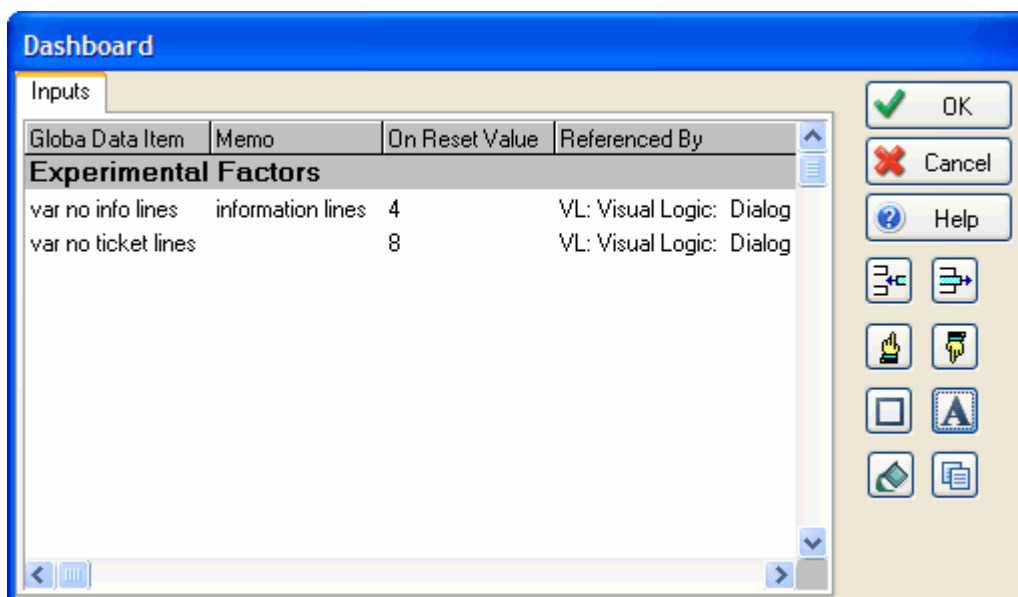 Dashboard
Inputs
Globa Data Item Memo On Reset Value Referenced By
Experimental Factors
var no info lines information lines 4 VL: Visual Logic: Dialog
var no ticket lines 8 VL: Visual Logic: Dialog
OK
Cancel
Help
A